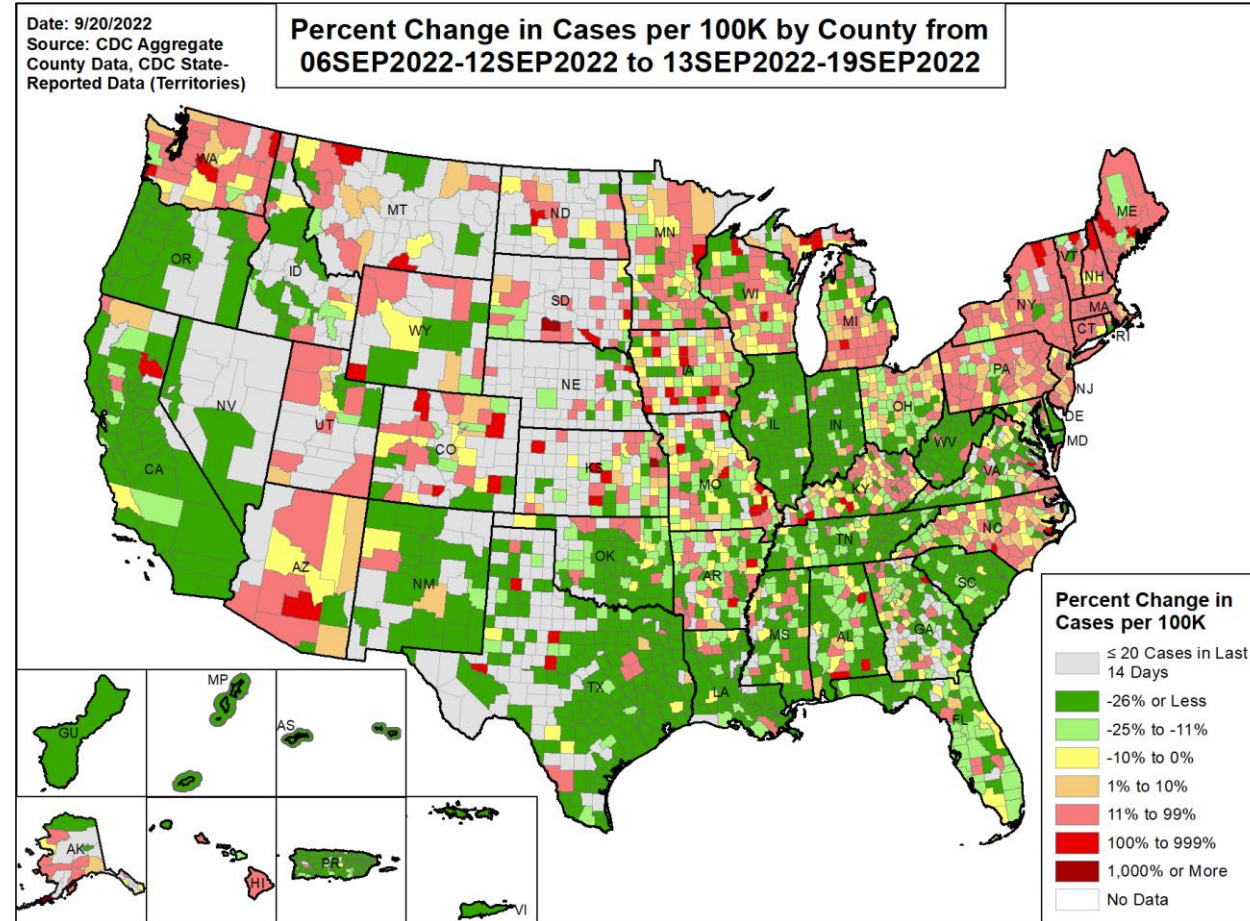 Date: 9/20/2022
Source: CDC Aggregate
County Data, CDC State-
Reported Data (Territories)
Percent Change in Cases per 100K by County from
06SEP2022-12SEP2022 to 13SEP2022-19SEP2022
WA
MT
ND
MN
ME
OR
ID
SD
WI
MI
VT
NH
NY
MA
CT
RI
WY
IA
PA
NJ
NE
NV
UT
CO
IL
IN
OH
DE
MD
WV
VA
CA
KS
MO
KY
NC
TN
AZ
NM
OK
AR
SC
MS
AL
GA
TX
LA
FL
GU
MP
AS
AK
HI
PR
VI
Percent Change in
Cases per 100K
≤ 20 Cases in Last
14 Days
-26% or Less
-25% to -11%
-10% to 0%
1% to 10%
11% to 99%
100% to 999%
1,000% or More
No Data